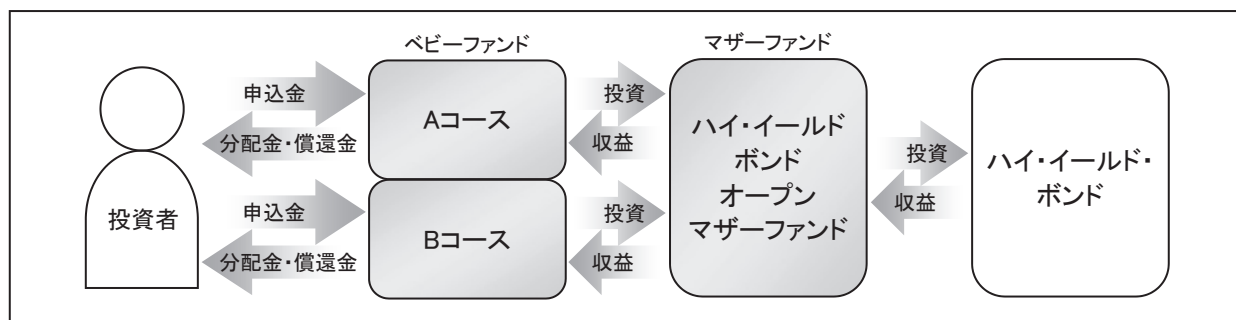 ベビーファンド
マザーファンド
投資者
申込金
分配金・償還金
申込金
分配金・償還金
Aコース
Bコース
投資
収益
投資
収益
ハイ・イールド
ボンド
オープン
マザーファンド
投資
収益
ハイ・イールド・
ボンド